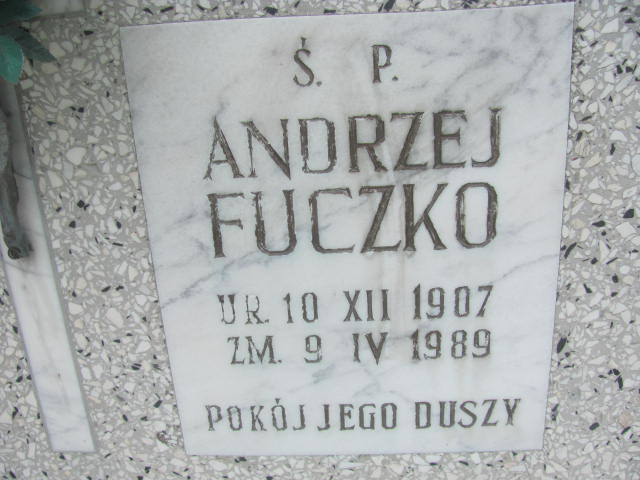 Ś. P.
ANDRZEJ
FUCZKO
UR. 10 XII 1907
ZM. 9 IV 1989
POKÓJ JEGO DUSZY